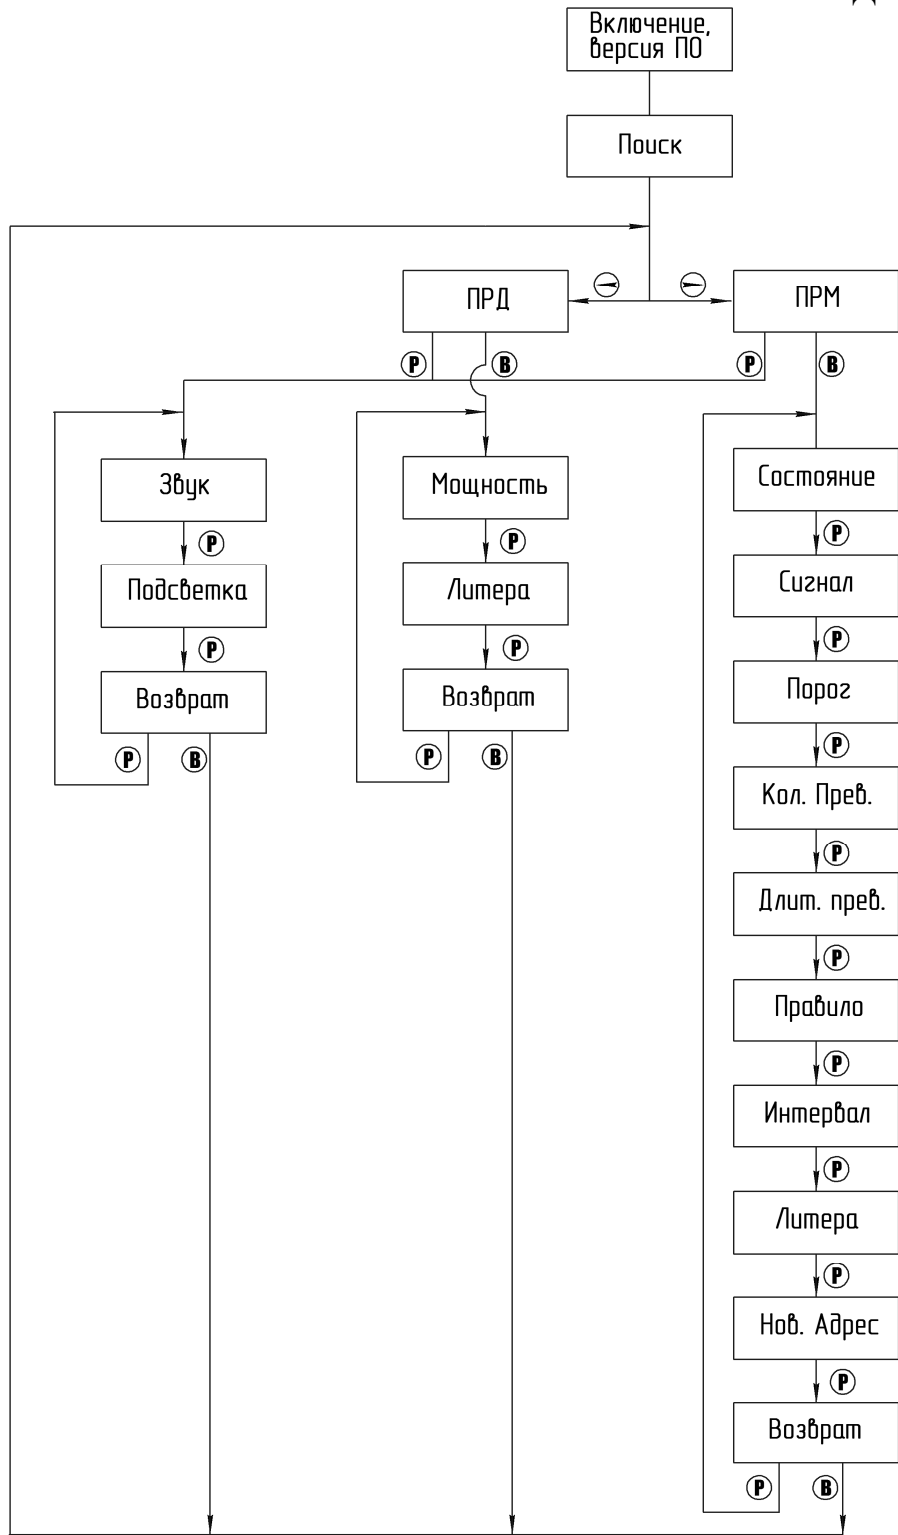 Включение,
версия ПО
Поиск
ПРД
ПРМ
Р
В
Р
В
Звук
Мощность
Состояние
Р
Р
Р
Подсветка
Литера
Сигнал
Р
Р
Р
Возврат
Возврат
Порог
Р
В
Р
В
Р
Кол. Прев.
Р
Длит. прев.
Р
Правило
Р
Интервал
Р
Литера
Р
Нов. Адрес
Р
Возврат
Р
В